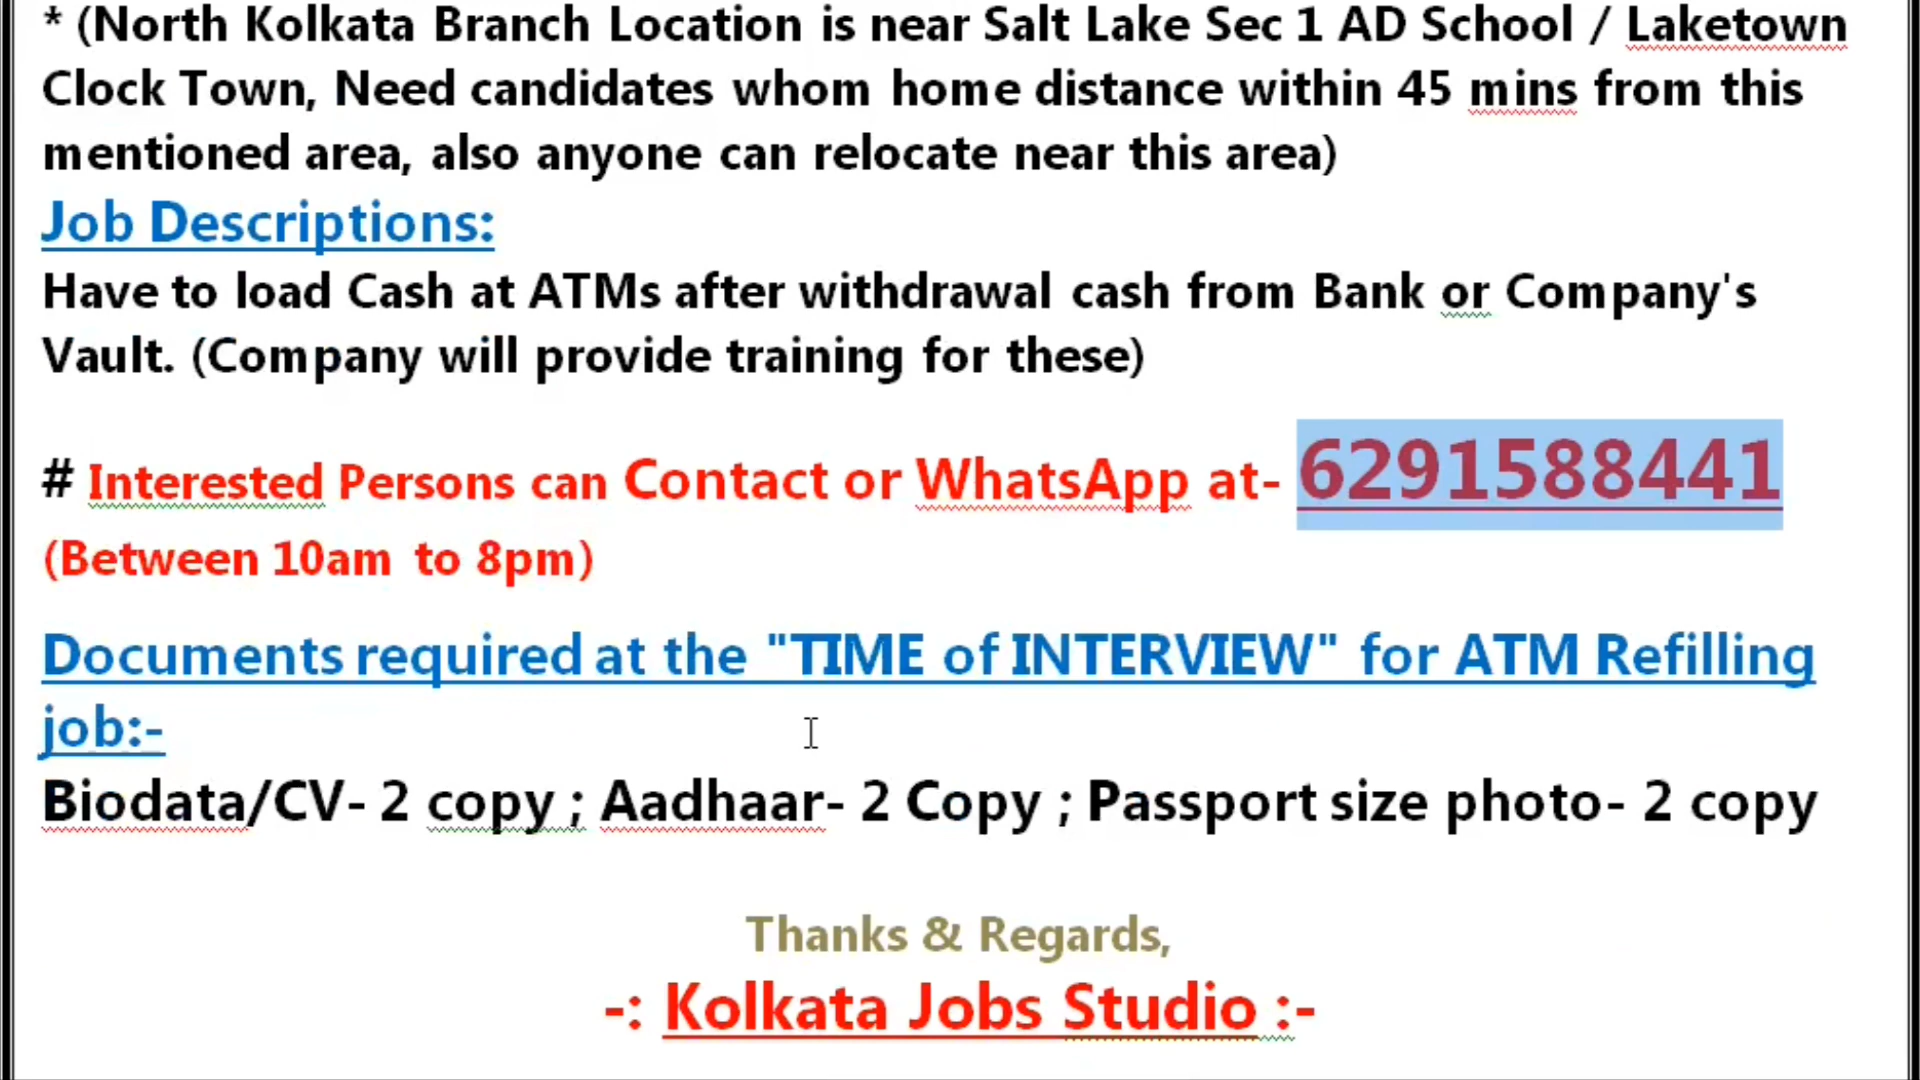 * (North Kolkata Branch Location is near Salt Lake Sec 1 AD School / Laketown
Clock Town, Need candidates whom home distance within 45 mins from this
mentioned area, also anyone can relocate near this area)
Job Descriptions:
Have to load Cash at ATMs after withdrawal cash from Bank or Company's
Vault. (Company will provide training for these)
# Interested Persons can Contact or WhatsApp at- 6291588441
(Between 10am to 8pm)
Documents required at the "TIME of INTERVIEW" for ATM Refilling
job:-
Biodata/CV- 2 copy ; Aadhaar- 2 Copy ; Passport size photo- 2 copy
Thanks & Regards,
-: Kolkata Jobs Studio :-